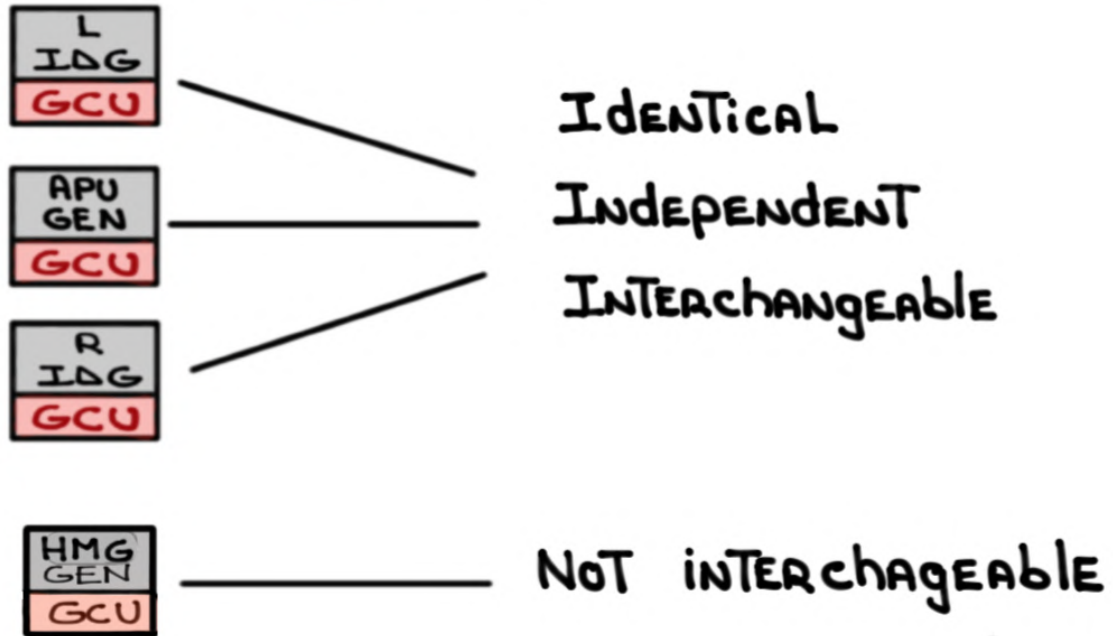 L
IDG
GCU
APU
GEN
GCU
R
IDG
GCU
IdENTicAL
INdEpENdENT
INTERchANgEAblE
HMG
GEN
GCU
NoT iNTERchAgEAblE